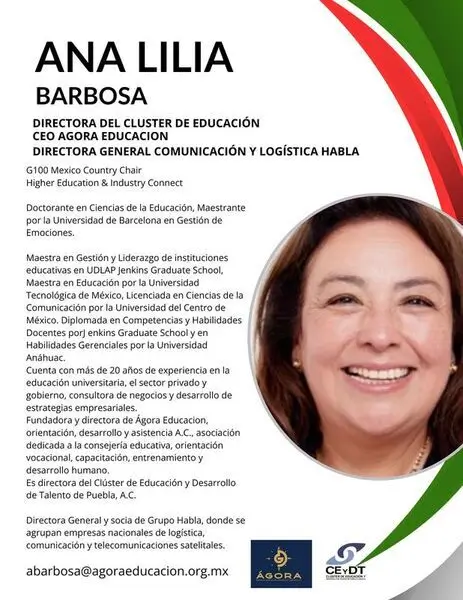 ANA LILIA
BARBOSA
DIRECTORA DEL CLUSTER DE EDUCACIÓN
CEO AGORA EDUCACION
DIRECTORA GENERAL COMUNICACIÓN Y LOGÍSTICA HABLA
G100 Mexico Country Chair
Higher Education & Industry Connect
Doctorante en Ciencias de la Educación, Maestrante
por la Universidad de Barcelona en Gestión de
Emociones.
Maestra en Gestión y Liderazgo de instituciones
educativas en UDLAP Jenkins Graduate School,
Maestra en Educación por la Universidad
Tecnológica de México, Licenciada en Ciencias de la
Comunicación por la Universidad del Centro de
México. Diplomada en Competencias y Habilidades
Docentes porJ enkins Graduate School y en
Habilidades Gerenciales por la Universidad
Anáhuac.
Cuenta con más de 20 años de experiencia en la
educación universitaria, el sector privado y
gobierno, consultora de negocios y desarrollo de
estrategias empresariales.
Fundadora y directora de Ágora Educacion,
orientación, desarrollo y asistencia A.C., asociación
dedicada a la consejería educativa, orientación
vocacional, capacitación, entrenamiento y
desarrollo humano.
Es directora del Clúster de Educación y Desarrollo
de Talento de Puebla, A.C.
Directora General y socia de Grupo Habla, donde se
agrupan empresas nacionales de logística,
comunicación y telecomunicaciones satelitales.
abarbosa@agoraeducacion.org.mx
ÁGORA
CEYDT
CLUSTER DE EDUCACIÓN Y